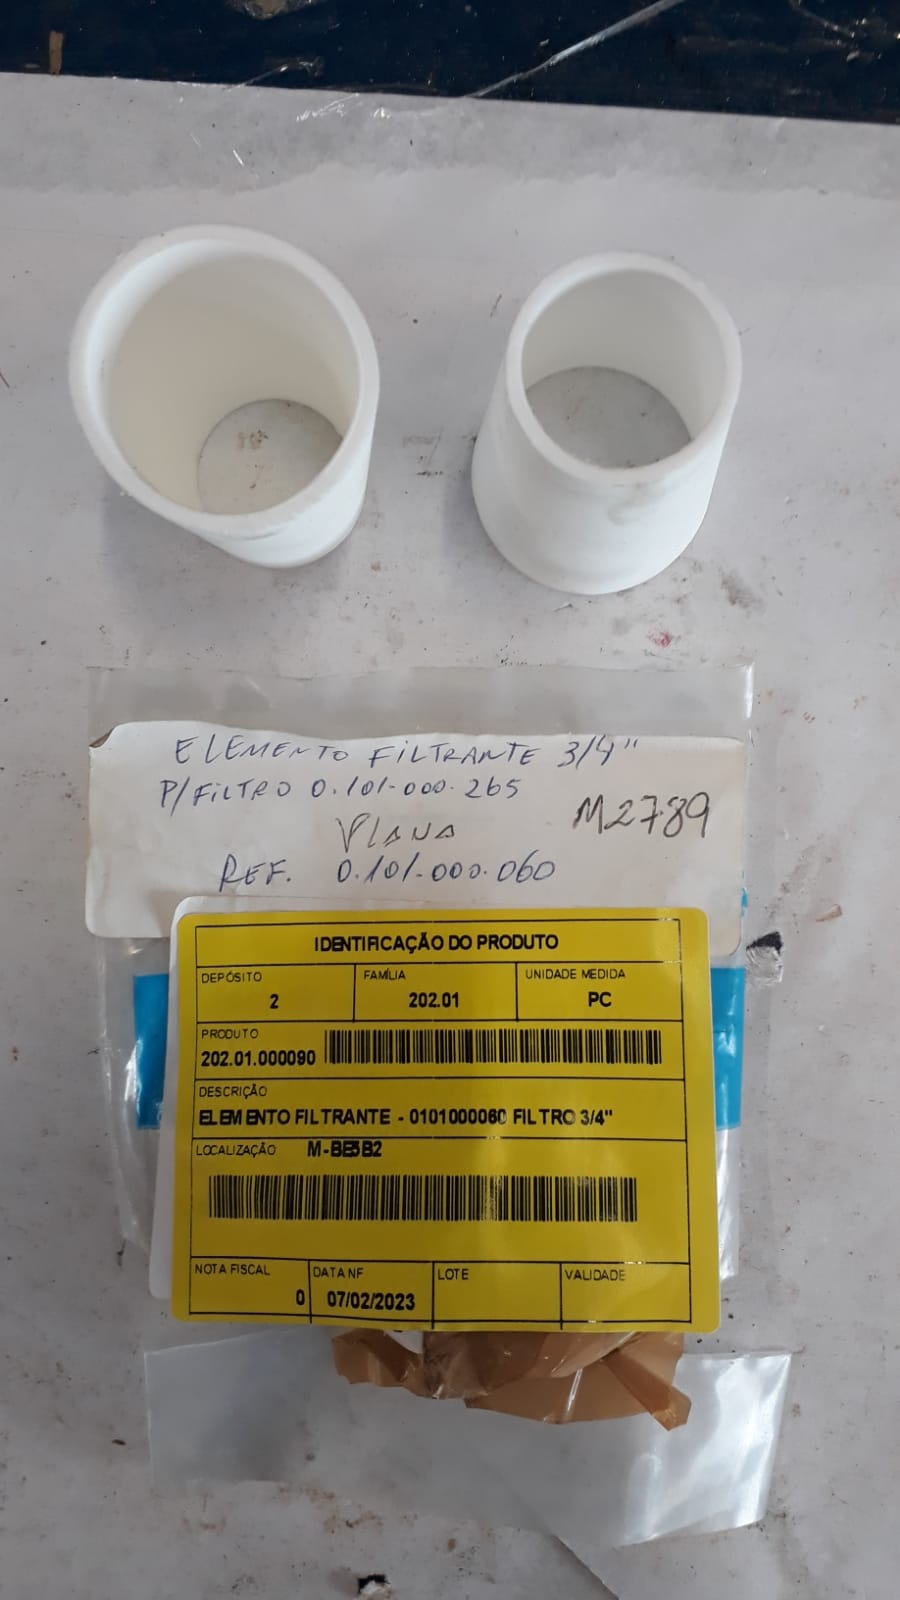 ELEMENTO FILTRANTE 3/4"
P/FILTRO 0.101-000.265
M2789
REF. 0.101-000.060
IDENTIFICAÇÃO DO PRODUTO
DEPÓSITO FAMÍLIA UNIDADE MEDIDA
2 202.01 PC
PRODUTO
202.01.000090
DESCRIÇÃO
ELEMENTO FILTRANTE - 0101000060 FILTRO 3/4"
LOCALIZAÇÃO M-BE5B2
NOTA FISCAL DATA NF LOTE VALIDADE
0 07/02/2023